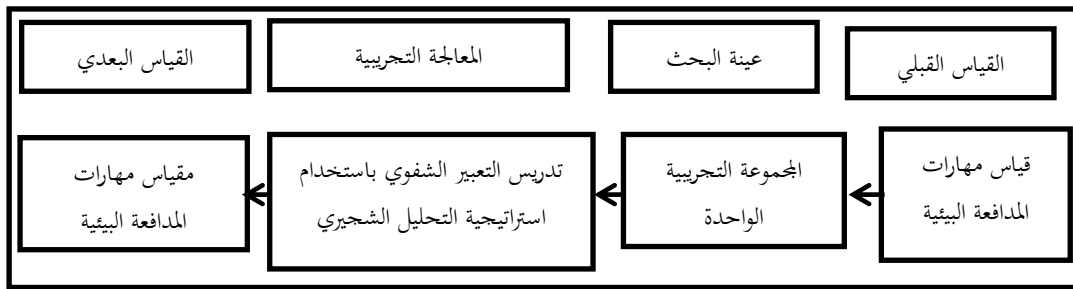 القياس القبلي
عينة البحث
المعالجة التجريبية
القياس البعدي
قياس مهارات
المدافعة البيئية
المجموعة التجريبية
الواحدة
تدريس التعبير الشفوي باستخدام
استراتيجية التحليل الشجيري
مقياس مهارات
المدافعة البيئية